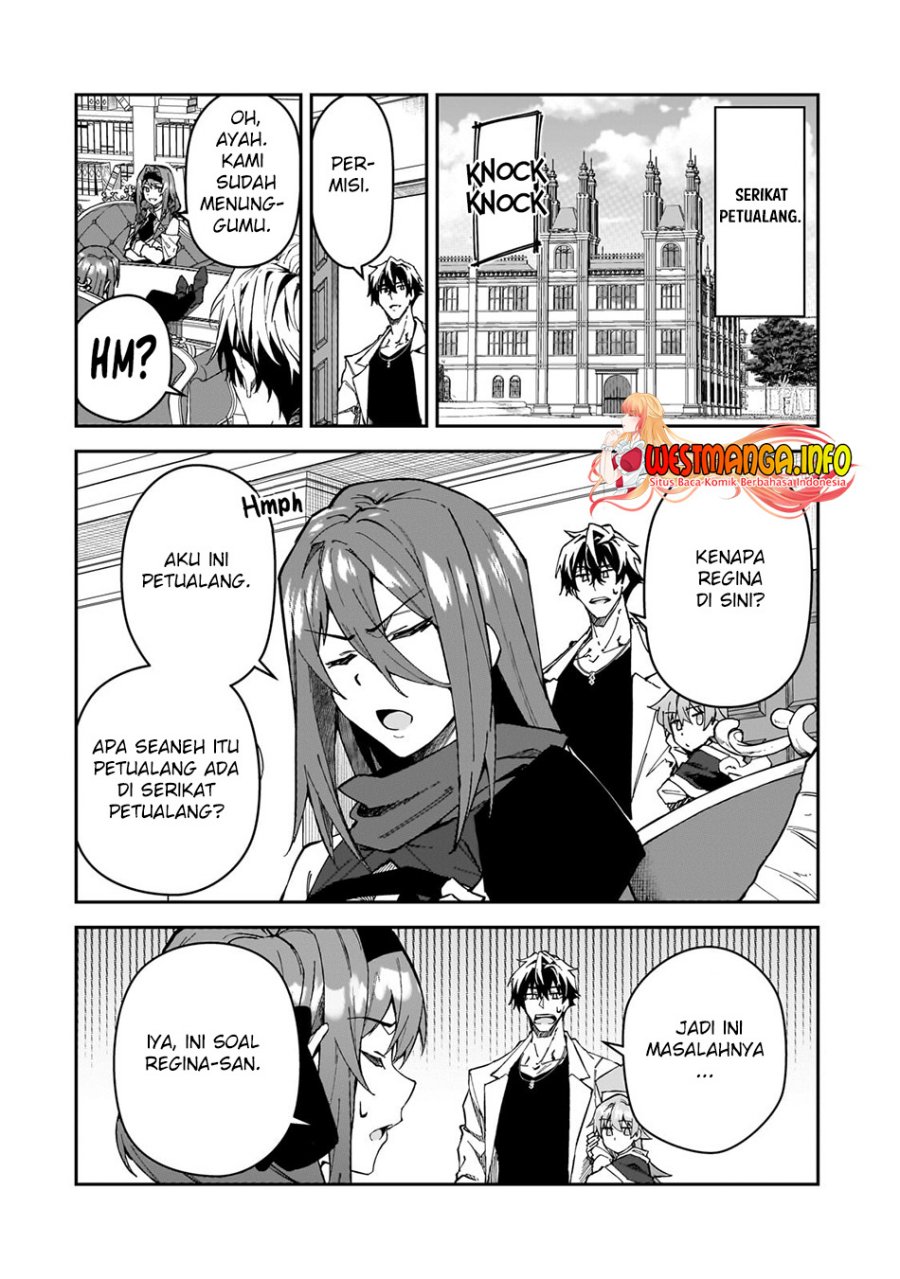 SERIKAT
PETUALANG.
KNOCK
KNOCK
PER-
MISI.
OH,
AYAH.
KAMI
SUDAH
MENUNG-
GUMU.
HM?
WESTMANGA.INFO
Situs Baca Komik Berbahasa Indonesia
KENAPA
REGINA
DI SINI?
Hmph
AKU INI
PETUALANG.
APA SEANEH ITU
PETUALANG ADA
DI SERIKAT
PETUALANG?
JADI INI
MASALAHNYA
...
IYA, INI SOAL
REGINA-SAN.